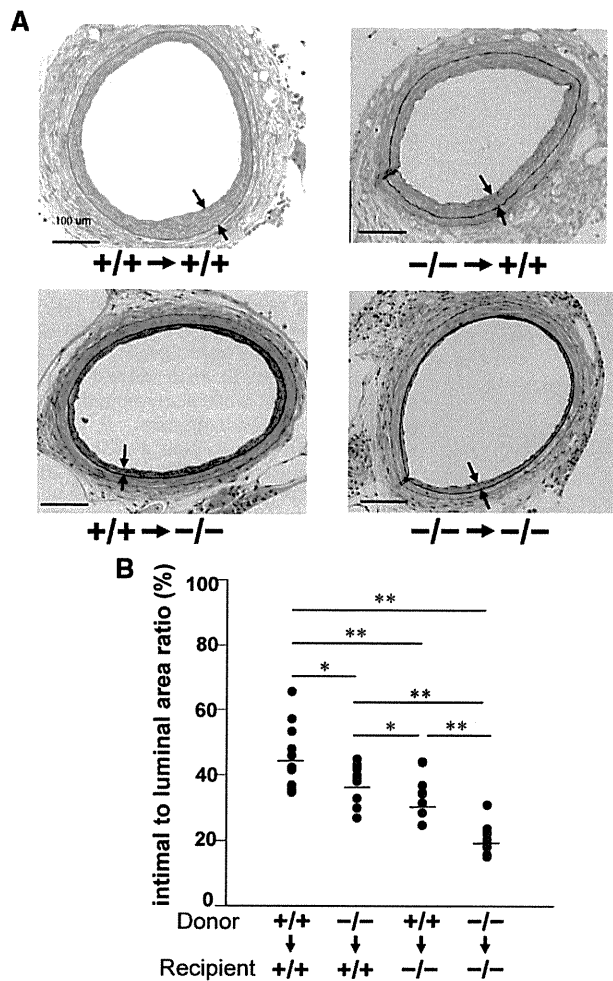 A
100 um
+/+ → +/+
−/− → +/+
+/+ → −/−
−/− → −/−
B
intimal to luminal area ratio (%)
100
80
60
40
20
0
**
**
*
**
*
**
Donor +/+ −/− +/+ −/−
Recipient +/+ +/+ −/− −/−